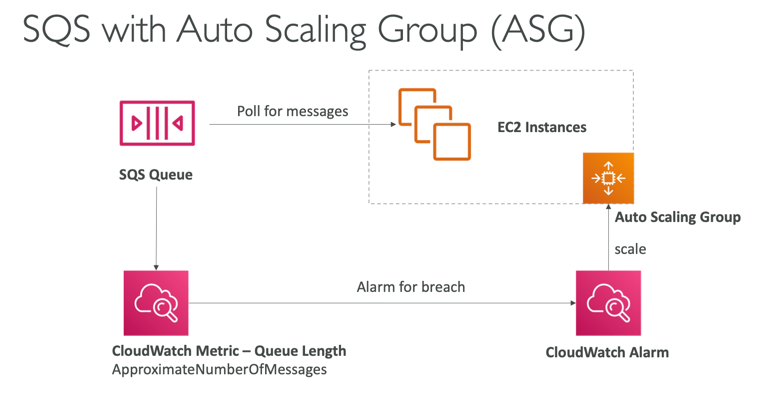 SQS with Auto Scaling Group (ASG)
Poll for messages
EC2 Instances
SQS Queue
Auto Scaling Group
scale
Alarm for breach
CloudWatch Metric – Queue Length
ApproximateNumberOfMessages
CloudWatch Alarm